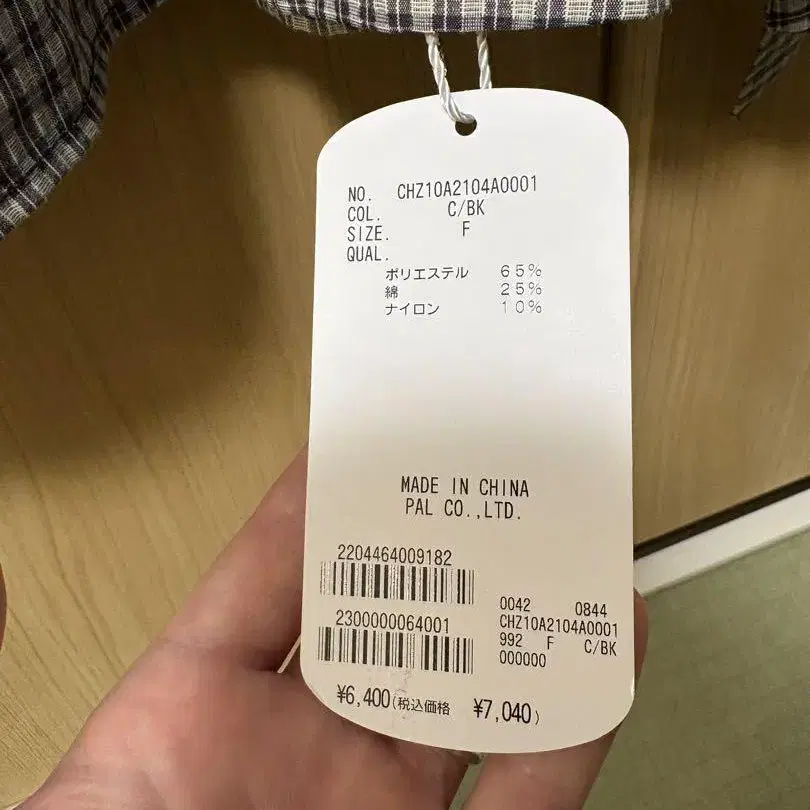 NO. CHZ10A2104A0001
COL. C/BK
SIZE. F
QUAL.
ポリエステル 65%
綿 25%
ナイロン 10%
MADE IN CHINA
PAL CO.,LTD.
2204464009182
2300000064001
0042 0844
CHZ10A2104A0001
992 F C/BK
000000
¥6,400(税込価格 ¥7,040)